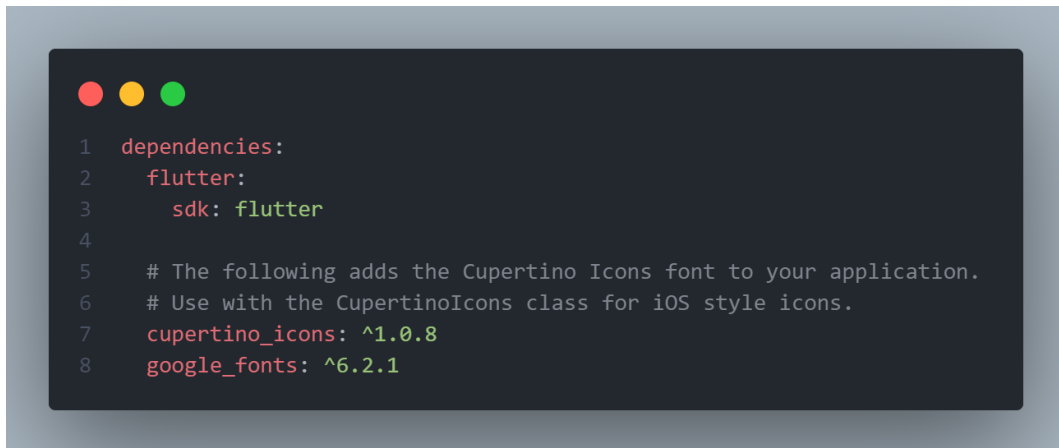 1 dependencies:
2   flutter:
3     sdk: flutter
4
5   # The following adds the Cupertino Icons font to your application.
6   # Use with the CupertinoIcons class for iOS style icons.
7   cupertino_icons: ^1.0.8
8   google_fonts: ^6.2.1